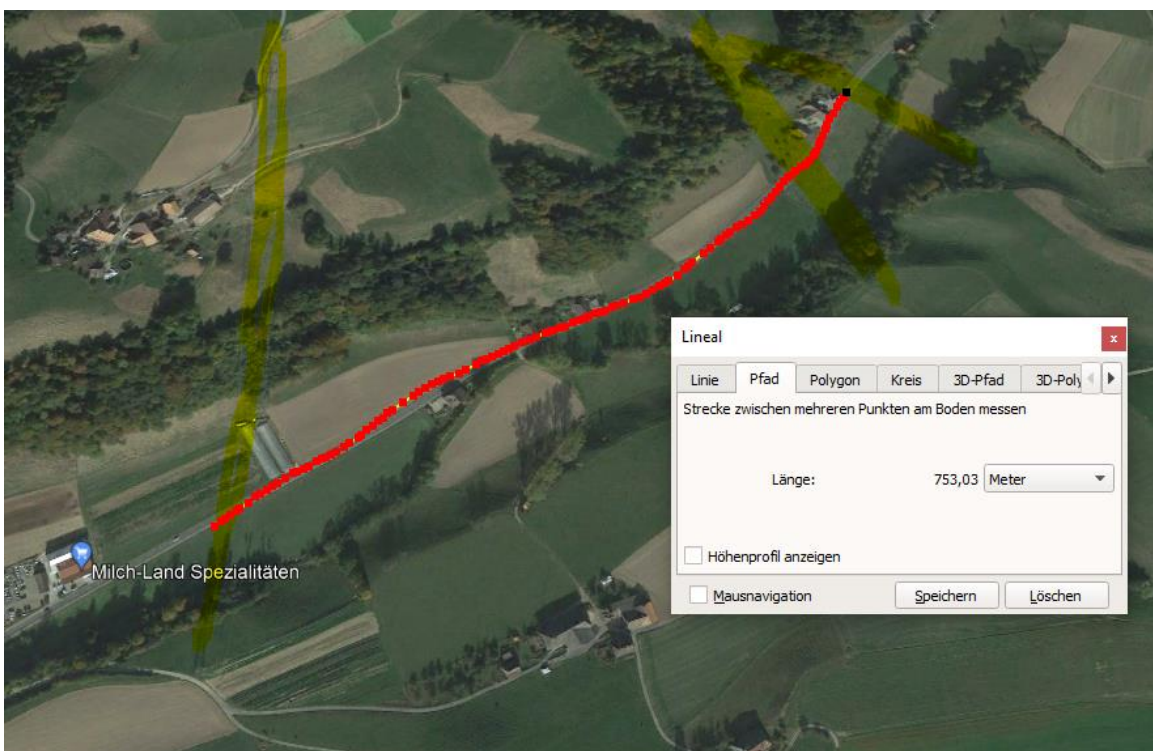 Lineal
Linie Pfad Polygon Kreis 3D-Pfad 3D-Poly
Strecke zwischen mehreren Punkten am Boden messen
Länge: 753,03 Meter
Höhenprofil anzeigen
Mausnavigation Speichern Löschen
Milch-Land Spezialitäten